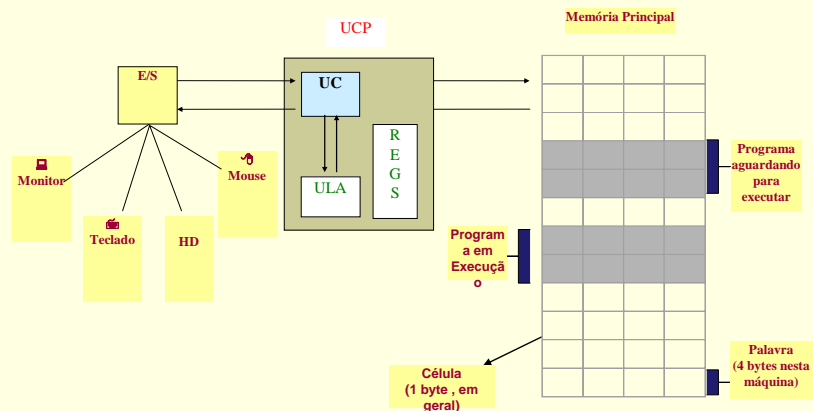 Memória Principal
UCP
E/S
UC
R
E
G
S
ULA
Monitor
Teclado
HD
Mouse
Programa
aguardando
para
executar
Program
a em
Execuçã
o
Célula
(1 byte , em
geral)
Palavra
(4 bytes nesta
máquina)